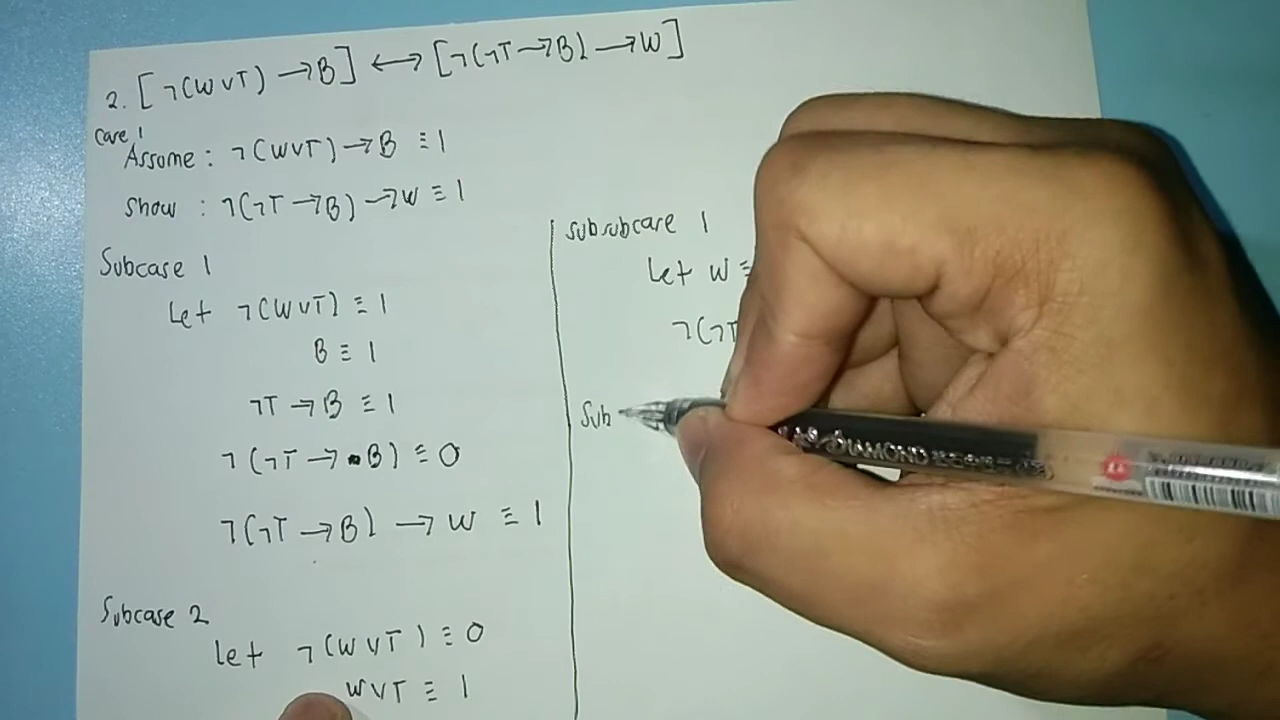 2. [¬(W∨T) →B] ↔ [¬(¬T→B) →W]
Case 1
Assume : ¬(W∨T)→B ≡ 1
Show : ¬(¬T→B) →W ≡ 1
Subcase 1
Let ¬(W∨T) ≡ 1
B ≡ 1
¬T → B ≡ 1
¬(¬T → B) ≡ 0
¬(¬T → B) → W ≡ 1
Subcase 2
Let ¬(W∨T) ≡ 0
W∨T ≡ 1
Subsubcase 1
Let W ≡
¬(¬T
Sub
DIAMOND